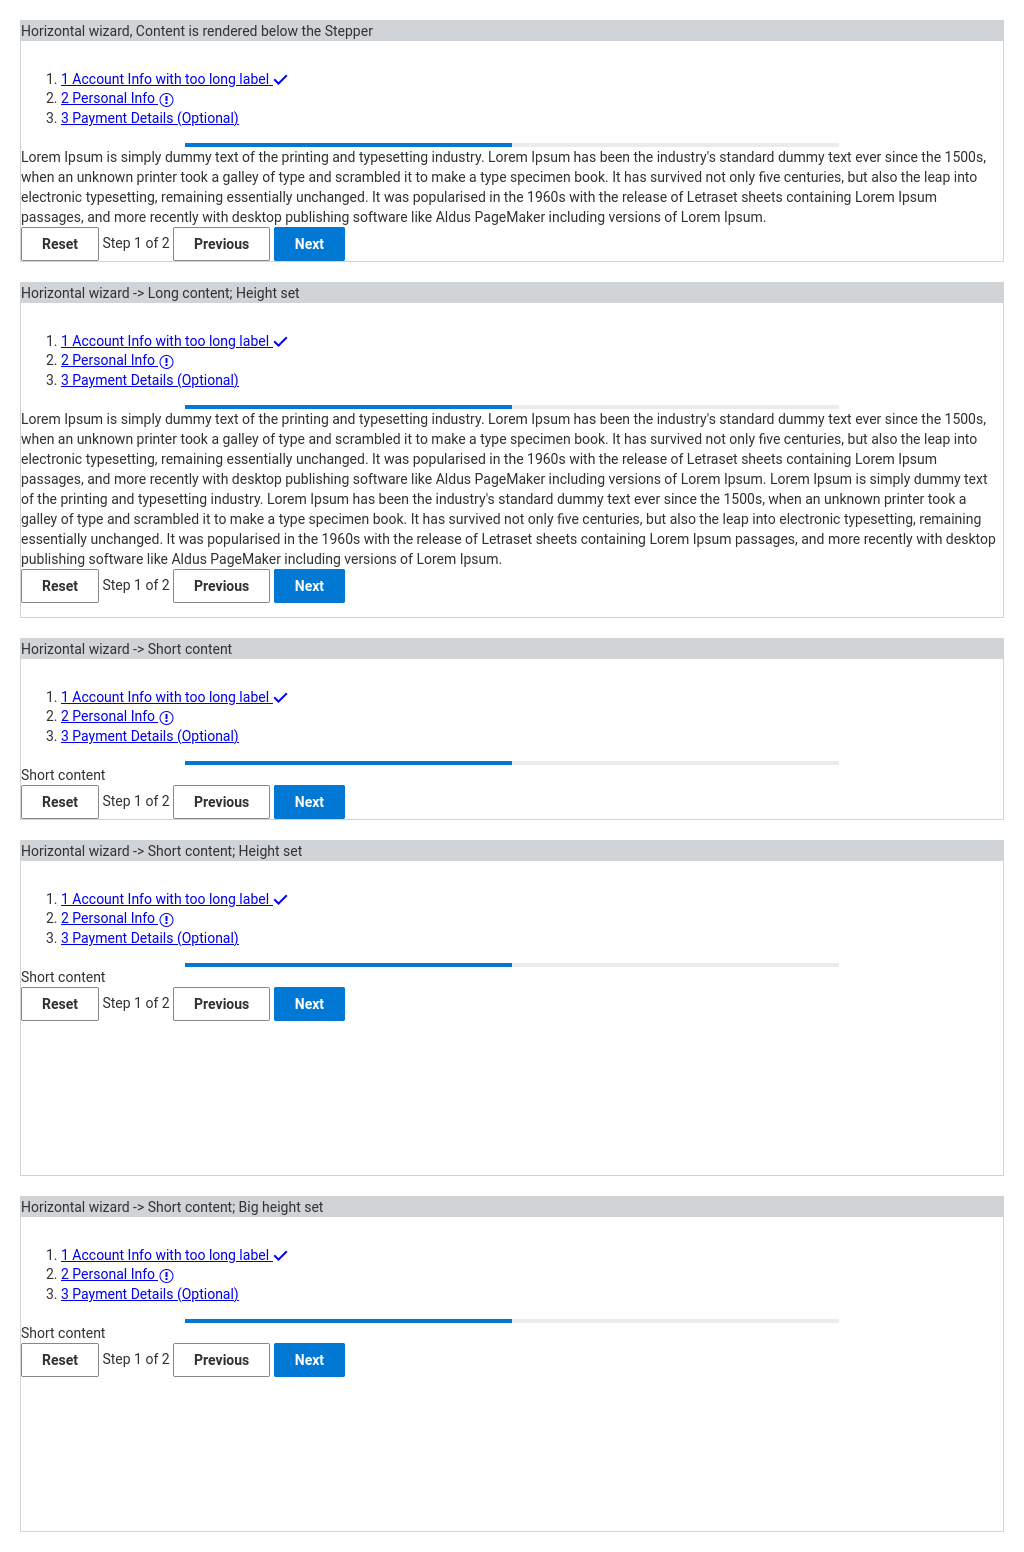 Horizontal wizard, Content is rendered below the Stepper
1. 1 Account Info with too long label
2. 2 Personal Info
3. 3 Payment Details (Optional)
Lorem Ipsum is simply dummy text of the printing and typesetting industry. Lorem Ipsum has been the industry's standard dummy text ever since the 1500s,
when an unknown printer took a galley of type and scrambled it to make a type specimen book. It has survived not only five centuries, but also the leap into
electronic typesetting, remaining essentially unchanged. It was popularised in the 1960s with the release of Letraset sheets containing Lorem Ipsum
passages, and more recently with desktop publishing software like Aldus PageMaker including versions of Lorem Ipsum.
Reset Step 1 of 2 Previous Next
Horizontal wizard -> Long content; Height set
1. 1 Account Info with too long label
2. 2 Personal Info
3. 3 Payment Details (Optional)
Lorem Ipsum is simply dummy text of the printing and typesetting industry. Lorem Ipsum has been the industry's standard dummy text ever since the 1500s,
when an unknown printer took a galley of type and scrambled it to make a type specimen book. It has survived not only five centuries, but also the leap into
electronic typesetting, remaining essentially unchanged. It was popularised in the 1960s with the release of Letraset sheets containing Lorem Ipsum
passages, and more recently with desktop publishing software like Aldus PageMaker including versions of Lorem Ipsum. Lorem Ipsum is simply dummy text
of the printing and typesetting industry. Lorem Ipsum has been the industry's standard dummy text ever since the 1500s, when an unknown printer took a
galley of type and scrambled it to make a type specimen book. It has survived not only five centuries, but also the leap into electronic typesetting, remaining
essentially unchanged. It was popularised in the 1960s with the release of Letraset sheets containing Lorem Ipsum passages, and more recently with desktop
publishing software like Aldus PageMaker including versions of Lorem Ipsum.
Reset Step 1 of 2 Previous Next
Horizontal wizard -> Short content
1. 1 Account Info with too long label
2. 2 Personal Info
3. 3 Payment Details (Optional)
Short content
Reset Step 1 of 2 Previous Next
Horizontal wizard -> Short content; Height set
1. 1 Account Info with too long label
2. 2 Personal Info
3. 3 Payment Details (Optional)
Short content
Reset Step 1 of 2 Previous Next
Horizontal wizard -> Short content; Big height set
1. 1 Account Info with too long label
2. 2 Personal Info
3. 3 Payment Details (Optional)
Short content
Reset Step 1 of 2 Previous Next